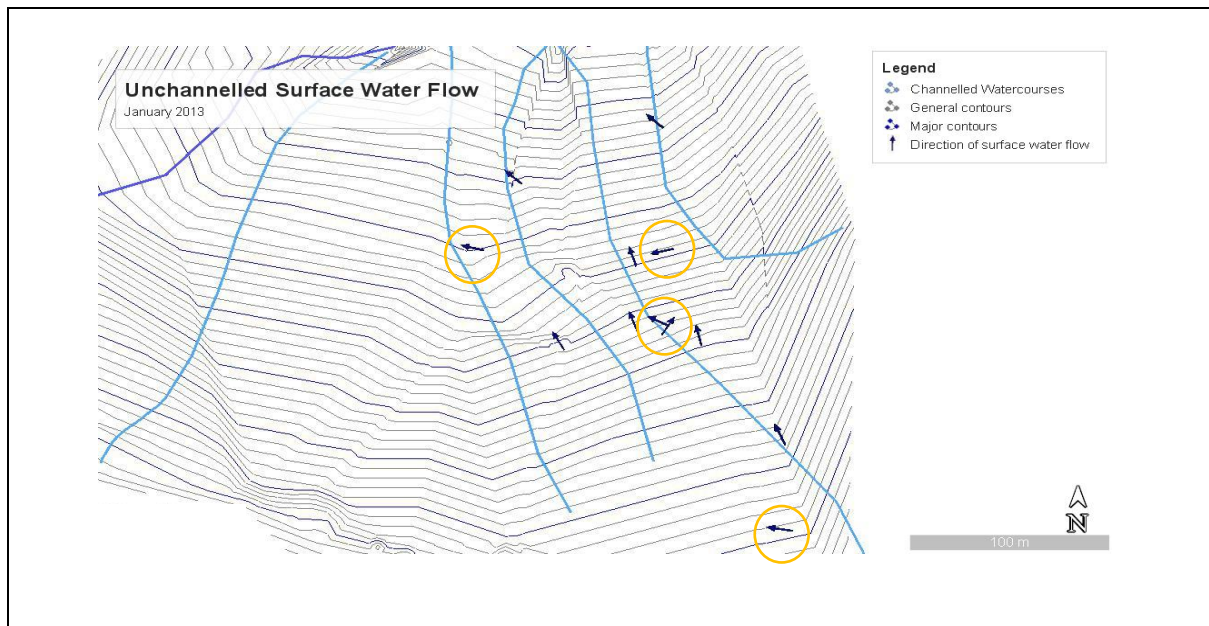 Unchannelled Surface Water Flow
January 2013
Legend
Channelled Watercourses
General contours
Major contours
Direction of surface water flow
N
100 m